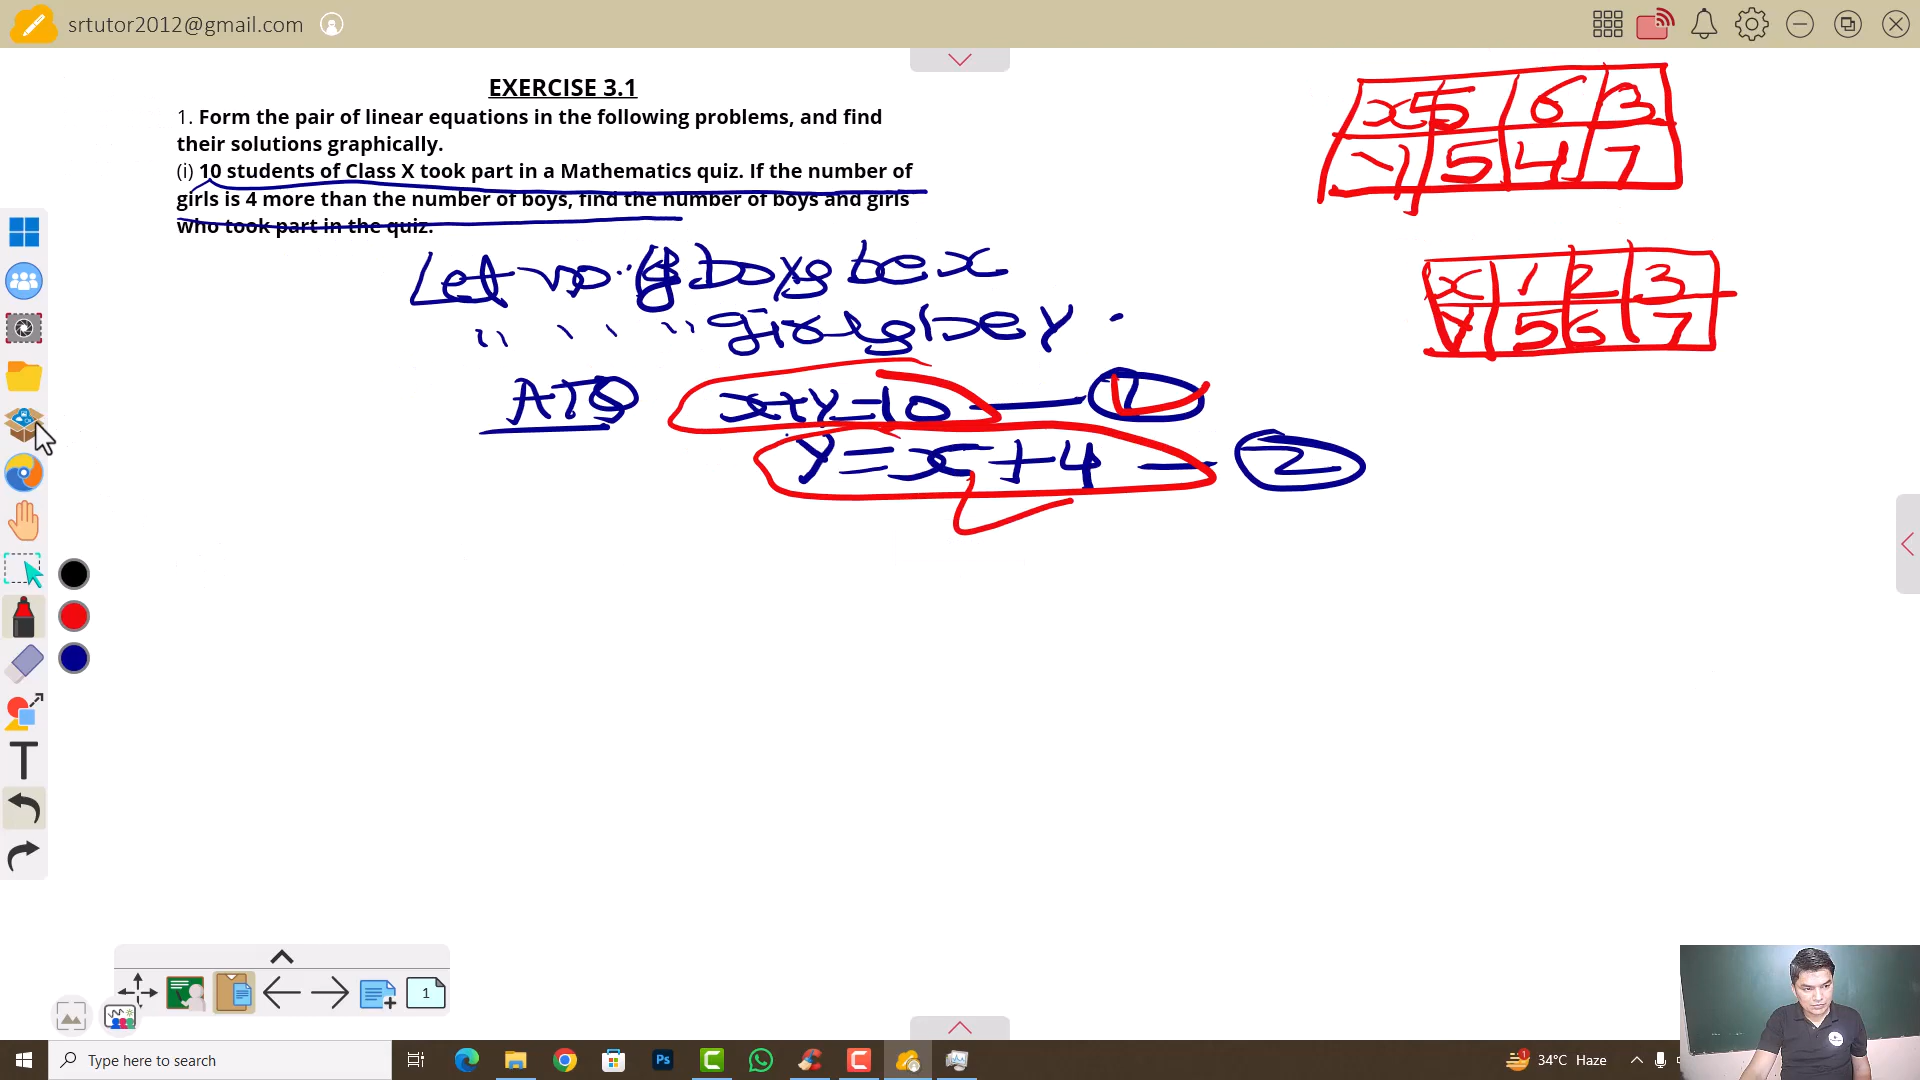 srtutor2012@gmail.com
EXERCISE 3.1
1. Form the pair of linear equations in the following problems, and find
their solutions graphically.
(i) 10 students of Class X took part in a Mathematics quiz. If the number of
girls is 4 more than the number of boys, find the number of boys and girls
who took part in the quiz.
Let no. of boys be x
" " " " girls be y .
ATQ x+y=10 — 1
y=x+4 — 2
x 5 6 3
y 5 4 7
x 1 2 3
y 5 6 7
T
1
Type here to search
Ps
34°C Haze